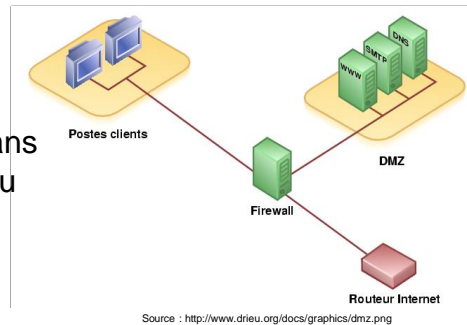 DNS
SMTP
WWW
Postes clients
ans
DMZ
u
Firewall
Routeur Internet
Source : http://www.drieu.org/docs/graphics/dmz.png